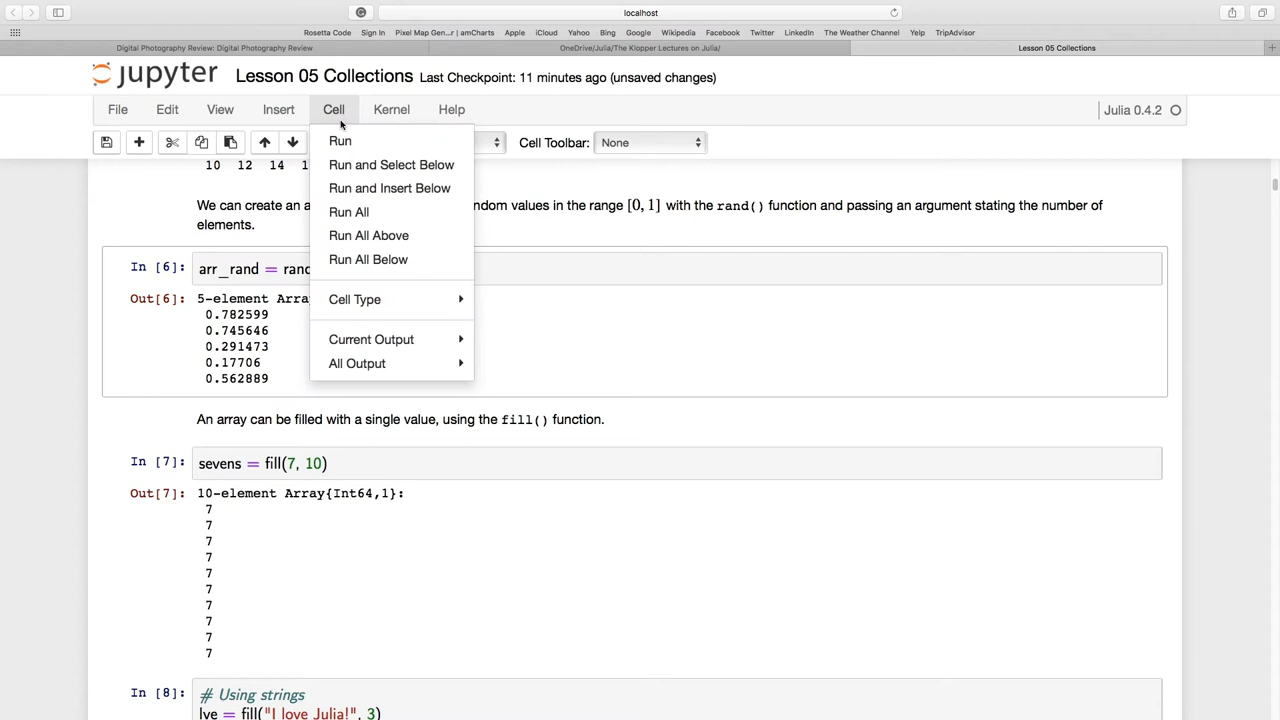 localhost
Rosetta Code Sign In Pixel Map Gen...r | amCharts Apple iCloud Yahoo Bing Google Wikipedia Facebook Twitter LinkedIn The Weather Channel Yelp TripAdvisor
Digital Photography Review: Digital Photography Review OneDrive/Julia/The Klopper Lectures on Julia/ Lesson 05 Collections
jupyter Lesson 05 Collections Last Checkpoint: 11 minutes ago (unsaved changes)
File Edit View Insert Cell Kernel Help Julia 0.4.2
Cell Toolbar: None
Run
Run and Select Below
Run and Insert Below
Run All
Run All Above
Run All Below
Cell Type
Current Output
All Output
10 12 14 1
We can create an a random values in the range [0, 1] with the rand() function and passing an argument stating the number of
elements.
In [6]: arr_rand = rand
Out[6]: 5-element Arra
0.782599
0.745646
0.291473
0.17706
0.562889
An array can be filled with a single value, using the fill() function.
In [7]: sevens = fill(7, 10)
Out[7]: 10-element Array{Int64,1}:
7
7
7
7
7
7
7
7
7
7
In [8]: # Using strings
lve = fill("I love Julia!", 3)